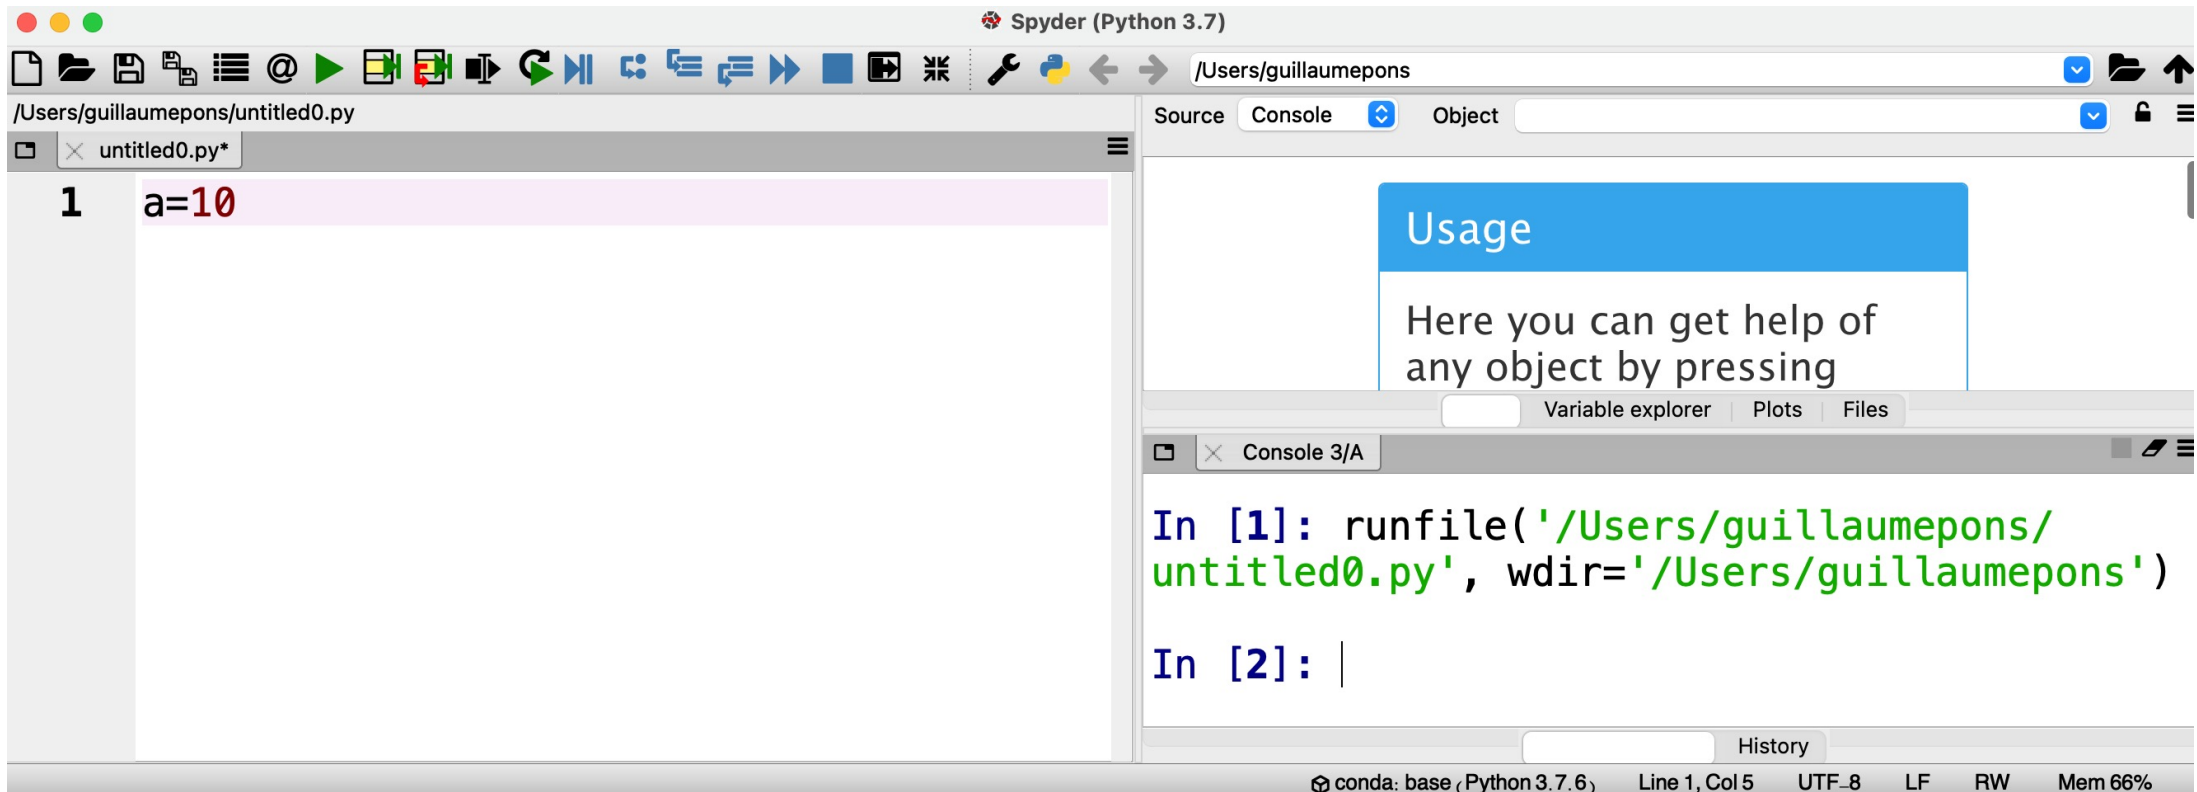 Spyder (Python 3.7)
/Users/guillaumepons
/Users/guillaumepons/untitled0.py
Source Console Object
untitled0.py*
1 a=10
Usage
Here you can get help of
any object by pressing
Variable explorer Plots Files
Console 3/A
In [1]: runfile('/Users/guillaumepons/
untitled0.py', wdir='/Users/guillaumepons')
In [2]:
History
conda: base (Python 3.7.6) Line 1, Col 5 UTF-8 LF RW Mem 66%